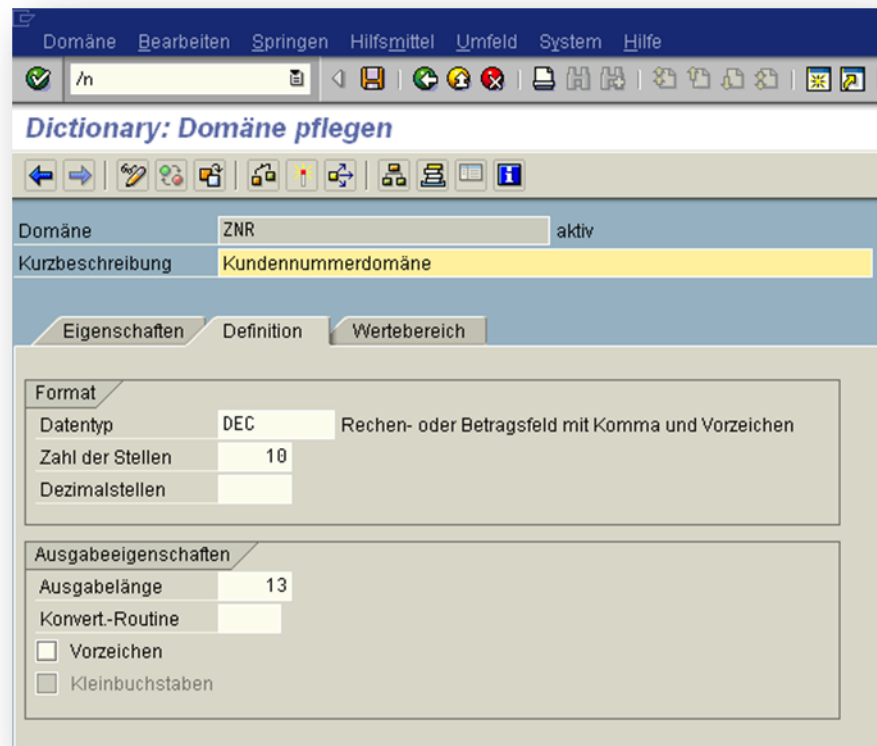 Domäne Bearbeiten Springen Hilfsmittel Umfeld System Hilfe
/n
Dictionary: Domäne pflegen
Domäne ZNR aktiv
Kurzbeschreibung Kundennummerdomäne
Eigenschaften Definition Wertebereich
Format
Datentyp DEC Rechen- oder Betragsfeld mit Komma und Vorzeichen
Zahl der Stellen 10
Dezimalstellen
Ausgabeeigenschaften
Ausgabelänge 13
Konvert.-Routine
Vorzeichen
Kleinbuchstaben